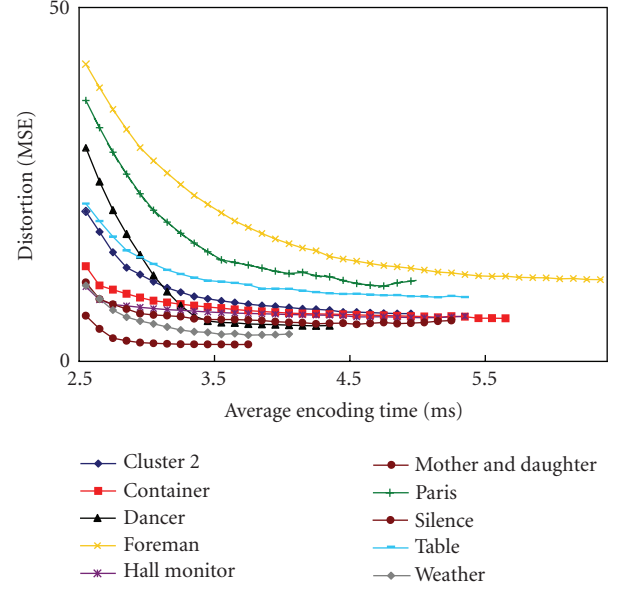 50
Distortion (MSE)
0
2.5 3.5 4.5 5.5
Average encoding time (ms)
Cluster 2
Container
Dancer
Foreman
Hall monitor
Mother and daughter
Paris
Silence
Table
Weather